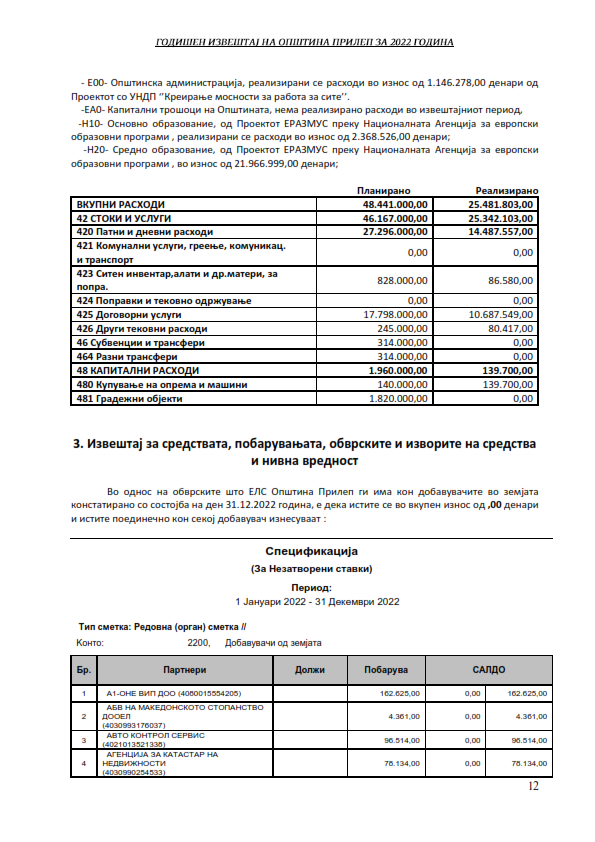 ГОДИШЕН ИЗВЕШТАЈ НА ОПШТИНА ПРИЛЕП ЗА 2022 ГОДИНА
- Е00- Општинска администрација, реализирани се расходи во износ од 1.146.278,00 денари од
Проектот со УНДП ‘’Креирање мосности за работа за сите’’.
-ЕА0- Капитални трошоци на Општината, нема реализирано расходи во извештајниот период,
-Н10- Основно образование, од Проектот ЕРАЗМУС преку Националната Агенција за европски
образовни програми , реализирани се расходи во износ од 2.368.526,00 денари;
-Н20- Средно образование, од Проектот ЕРАЗМУС преку Националната Агенција за европски
образовни програми , во износ од 21.966.999,00 денари;
Планирано Реализирано
ВКУПНИ РАСХОДИ 48.441.000,00 25.481.803,00
42 СТОКИ И УСЛУГИ 46.167.000,00 25.342.103,00
420 Патни и дневни расходи 27.296.000,00 14.487.557,00
421 Комунални услуги, греење, комуникац.
и транспорт 0,00 0,00
423 Ситен инвентар,алати и др.матери, за
попра. 828.000,00 86.580,00
424 Поправки и тековно одржување 0,00 0,00
425 Договорни услуги 17.798.000,00 10.687.549,00
426 Други тековни расходи 245.000,00 80.417,00
46 Субвенции и трансфери 314.000,00 0,00
464 Разни трансфери 314.000,00 0,00
48 КАПИТАЛНИ РАСХОДИ 1.960.000,00 139.700,00
480 Купување на опрема и машини 140.000,00 139.700,00
481 Градежни објекти 1.820.000,00 0,00
3. Извештај за средствата, побарувањата, обврските и изворите на средства
и нивна вредност
Во однос на обврските што ЕЛС Општина Прилеп ги има кон добавувачите во земјата
констатирано со состојба на ден 31.12.2022 година, е дека истите се во вкупен износ од ,00 денари
и истите поединечно кон секој добавувач изнесуваат :
Спецификација
(За Незатворени ставки)
Период:
1 Јануари 2022 - 31 Декември 2022
Тип сметка: Редовна (орган) сметка //
Конто: 2200, Добавувачи од земјата
Бр. Партнери Должи Побарува САЛДО
1 А1-ОНЕ ВИП ДОО (4080015554205) 162.625,00 0,00 162.625,00
2 АБВ НА МАКЕДОНСКОТО СТОПАНСТВО
ДООЕЛ
(4030993176037) 4.361,00 0,00 4.361,00
3 АВТО КОНТРОЛ СЕРВИС
(4021013521338) 96.514,00 0,00 96.514,00
4 АГЕНЦИЈА ЗА КАТАСТАР НА
НЕДВИЖНОСТИ
(4030990254533) 78.134,00 0,00 78.134,00
12